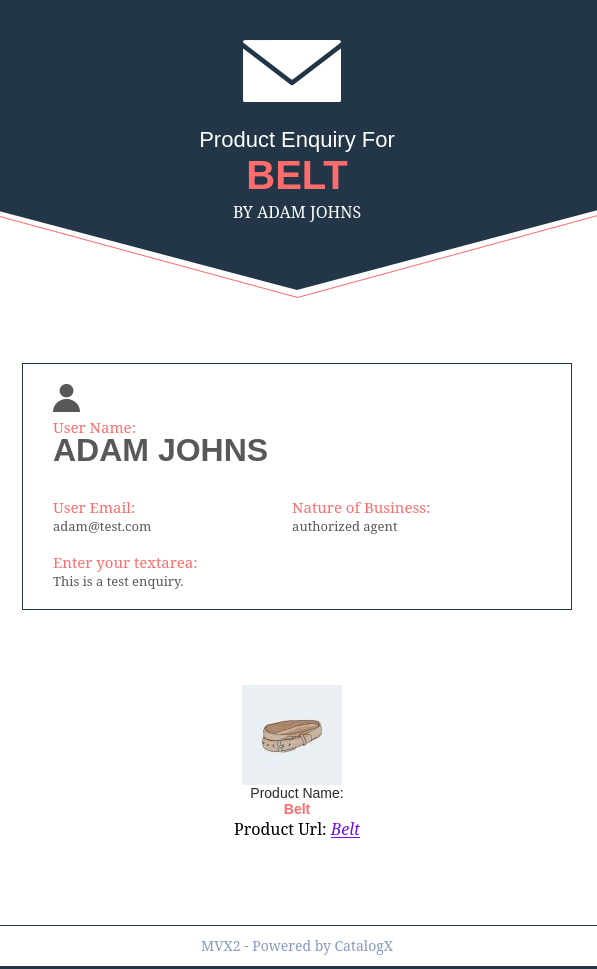 Product Enquiry For
BELT
BY ADAM JOHNS
User Name:
ADAM JOHNS
User Email:
adam@test.com
Nature of Business:
authorized agent
Enter your textarea:
This is a test enquiry.
Product Name:
Belt
Product Url: Belt
MVX2 - Powered by CatalogX